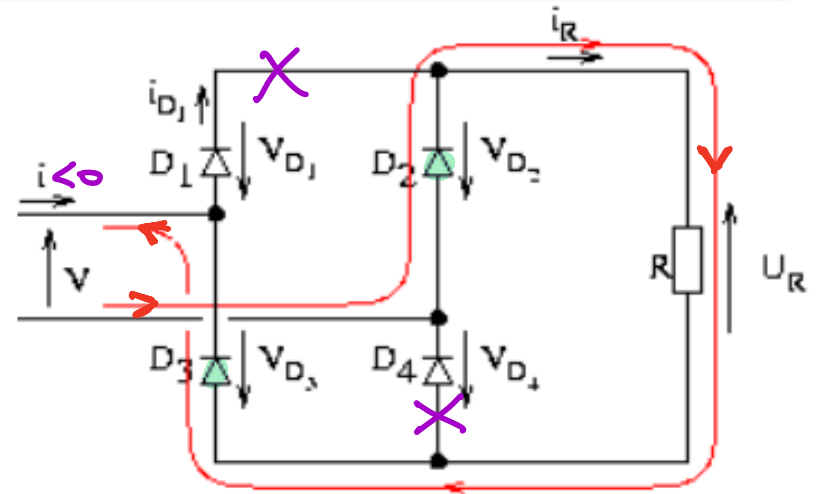 i_R
i_D1
D1 V_D1 D2 V_D2
i <0
V
R U_R
D3 V_D3 D4 V_D4